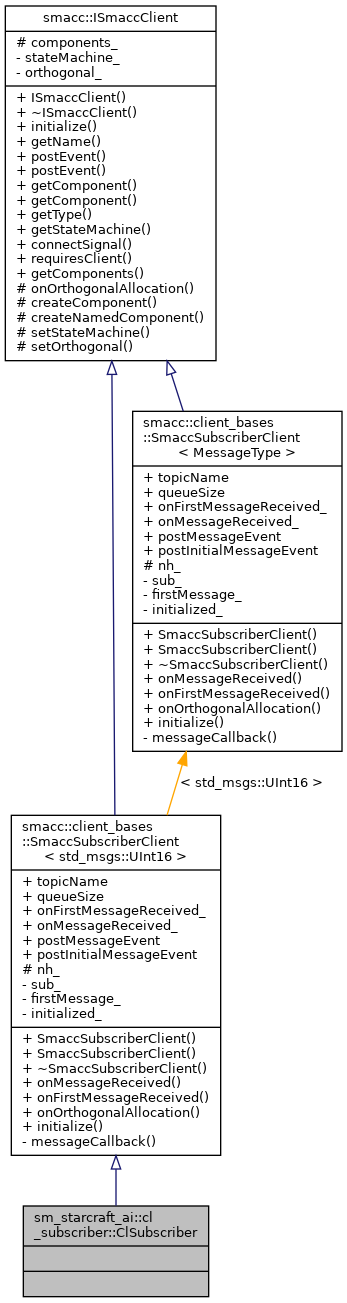 smacc::ISmaccClient
# components_
- stateMachine_
- orthogonal_
+ ISmaccClient()
+ ~ISmaccClient()
+ initialize()
+ getName()
+ postEvent()
+ postEvent()
+ getComponent()
+ getComponent()
+ getType()
+ getStateMachine()
+ connectSignal()
+ requiresClient()
+ getComponents()
# onOrthogonalAllocation()
# createComponent()
# createNamedComponent()
# setStateMachine()
# setOrthogonal()
smacc::client_bases
::SmaccSubscriberClient
< MessageType >
+ topicName
+ queueSize
+ onFirstMessageReceived_
+ onMessageReceived_
+ postMessageEvent
+ postInitialMessageEvent
# nh_
- sub_
- firstMessage_
- initialized_
+ SmaccSubscriberClient()
+ SmaccSubscriberClient()
+ ~SmaccSubscriberClient()
+ onMessageReceived()
+ onFirstMessageReceived()
+ onOrthogonalAllocation()
+ initialize()
- messageCallback()
< std_msgs::UInt16 >
smacc::client_bases
::SmaccSubscriberClient
< std_msgs::UInt16 >
+ topicName
+ queueSize
+ onFirstMessageReceived_
+ onMessageReceived_
+ postMessageEvent
+ postInitialMessageEvent
# nh_
- sub_
- firstMessage_
- initialized_
+ SmaccSubscriberClient()
+ SmaccSubscriberClient()
+ ~SmaccSubscriberClient()
+ onMessageReceived()
+ onFirstMessageReceived()
+ onOrthogonalAllocation()
+ initialize()
- messageCallback()
sm_starcraft_ai::cl
_subscriber::ClSubscriber